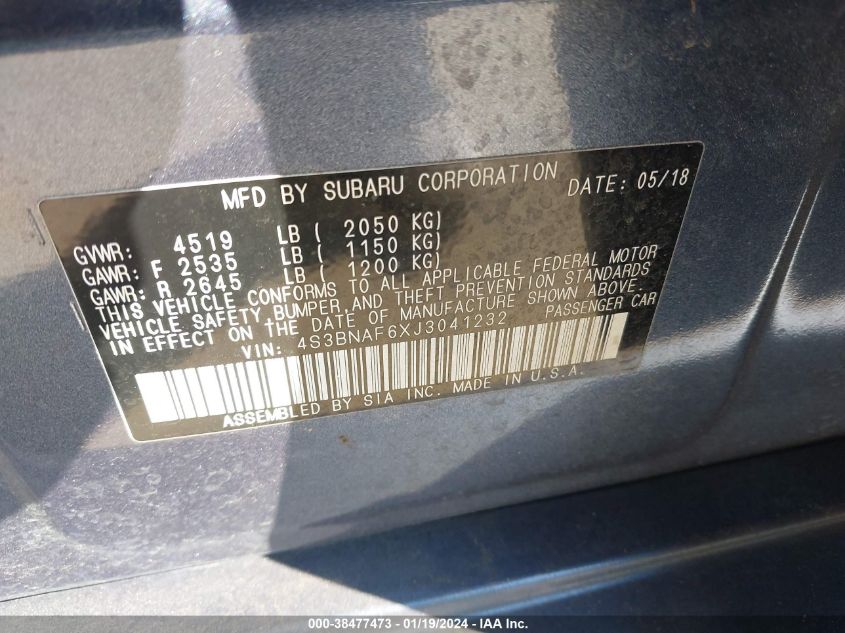 MFD BY SUBARU CORPORATION DATE: 05/18
GVWR: 4519 LB ( 2050 KG)
GAWR: F 2535 LB ( 1150 KG)
GAWR: R 2645 LB ( 1200 KG)
THIS VEHICLE CONFORMS TO ALL APPLICABLE FEDERAL MOTOR
VEHICLE SAFETY, BUMPER, AND THEFT PREVENTION STANDARDS
IN EFFECT ON THE DATE OF MANUFACTURE SHOWN ABOVE.
VIN: 4S3BNAF6XJ3041232 PASSENGER CAR
ASSEMBLED BY SIA INC. MADE IN U.S.A.
000-38477473 - 01/19/2024 - IAA Inc.